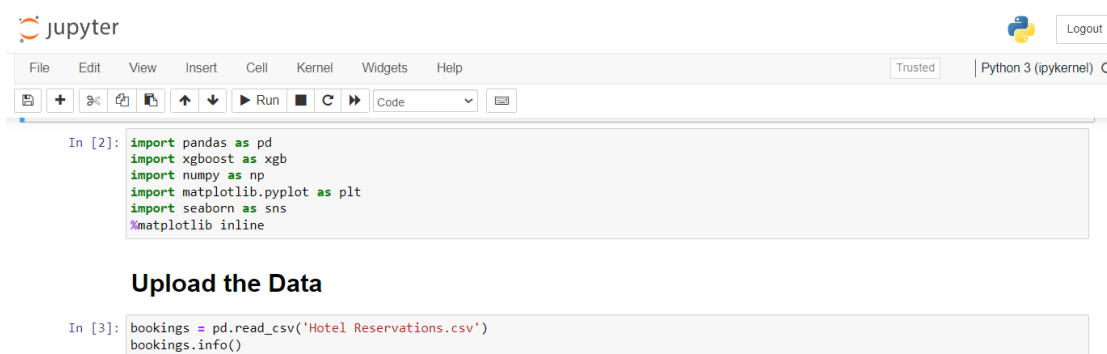 jupyter
Logout
File Edit View Insert Cell Kernel Widgets Help
Trusted
Python 3 (ipykernel)
Run
Code
In [2]: import pandas as pd
import xgboost as xgb
import numpy as np
import matplotlib.pyplot as plt
import seaborn as sns
%matplotlib inline
Upload the Data
In [3]: bookings = pd.read_csv('Hotel Reservations.csv')
bookings.info()